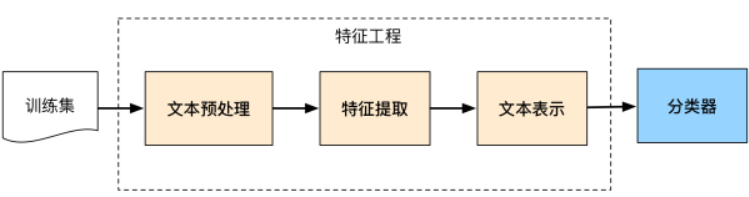 特征工程
训练集
文本预处理
特征提取
文本表示
分类器